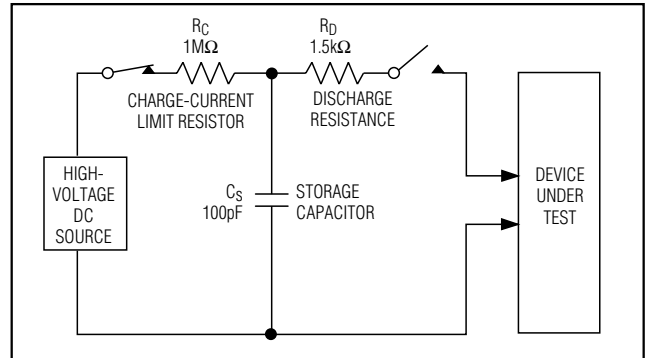 RC
1MΩ
CHARGE-CURRENT
LIMIT RESISTOR
RD
1.5kΩ
DISCHARGE
RESISTANCE
HIGH-
VOLTAGE
DC
SOURCE
CS
100pF
STORAGE
CAPACITOR
DEVICE
UNDER
TEST